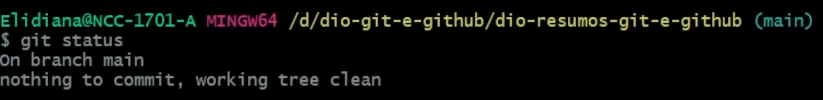 Elidiana@NCC-1701-A MINGW64 /d/dio-git-e-github/dio-resumos-git-e-github (main)
$ git status
On branch main
nothing to commit, working tree clean